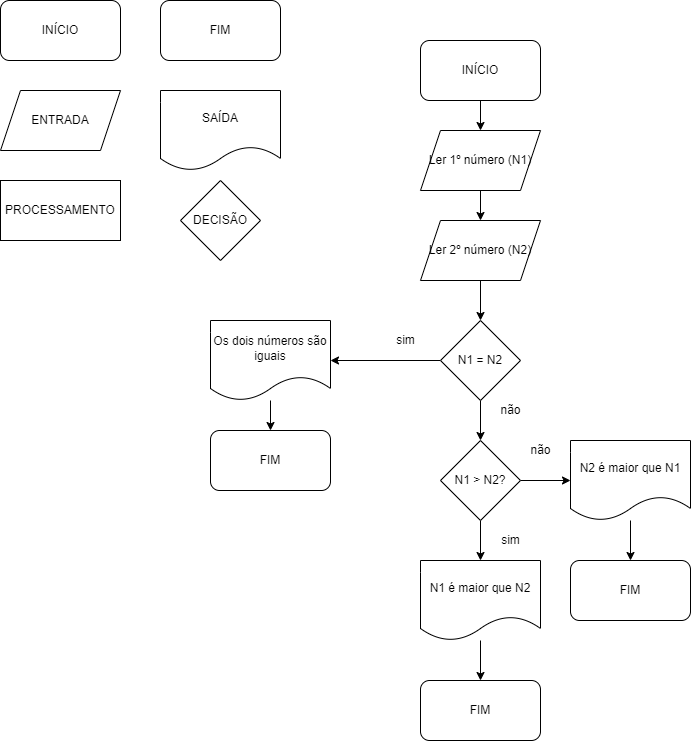 INÍCIO
FIM
ENTRADA
SAÍDA
PROCESSAMENTO
DECISÃO
INÍCIO
Ler 1º número (N1)
Ler 2º número (N2)
N1 = N2
sim
Os dois números são
iguais
FIM
não
N1 > N2?
não
N2 é maior que N1
FIM
sim
N1 é maior que N2
FIM